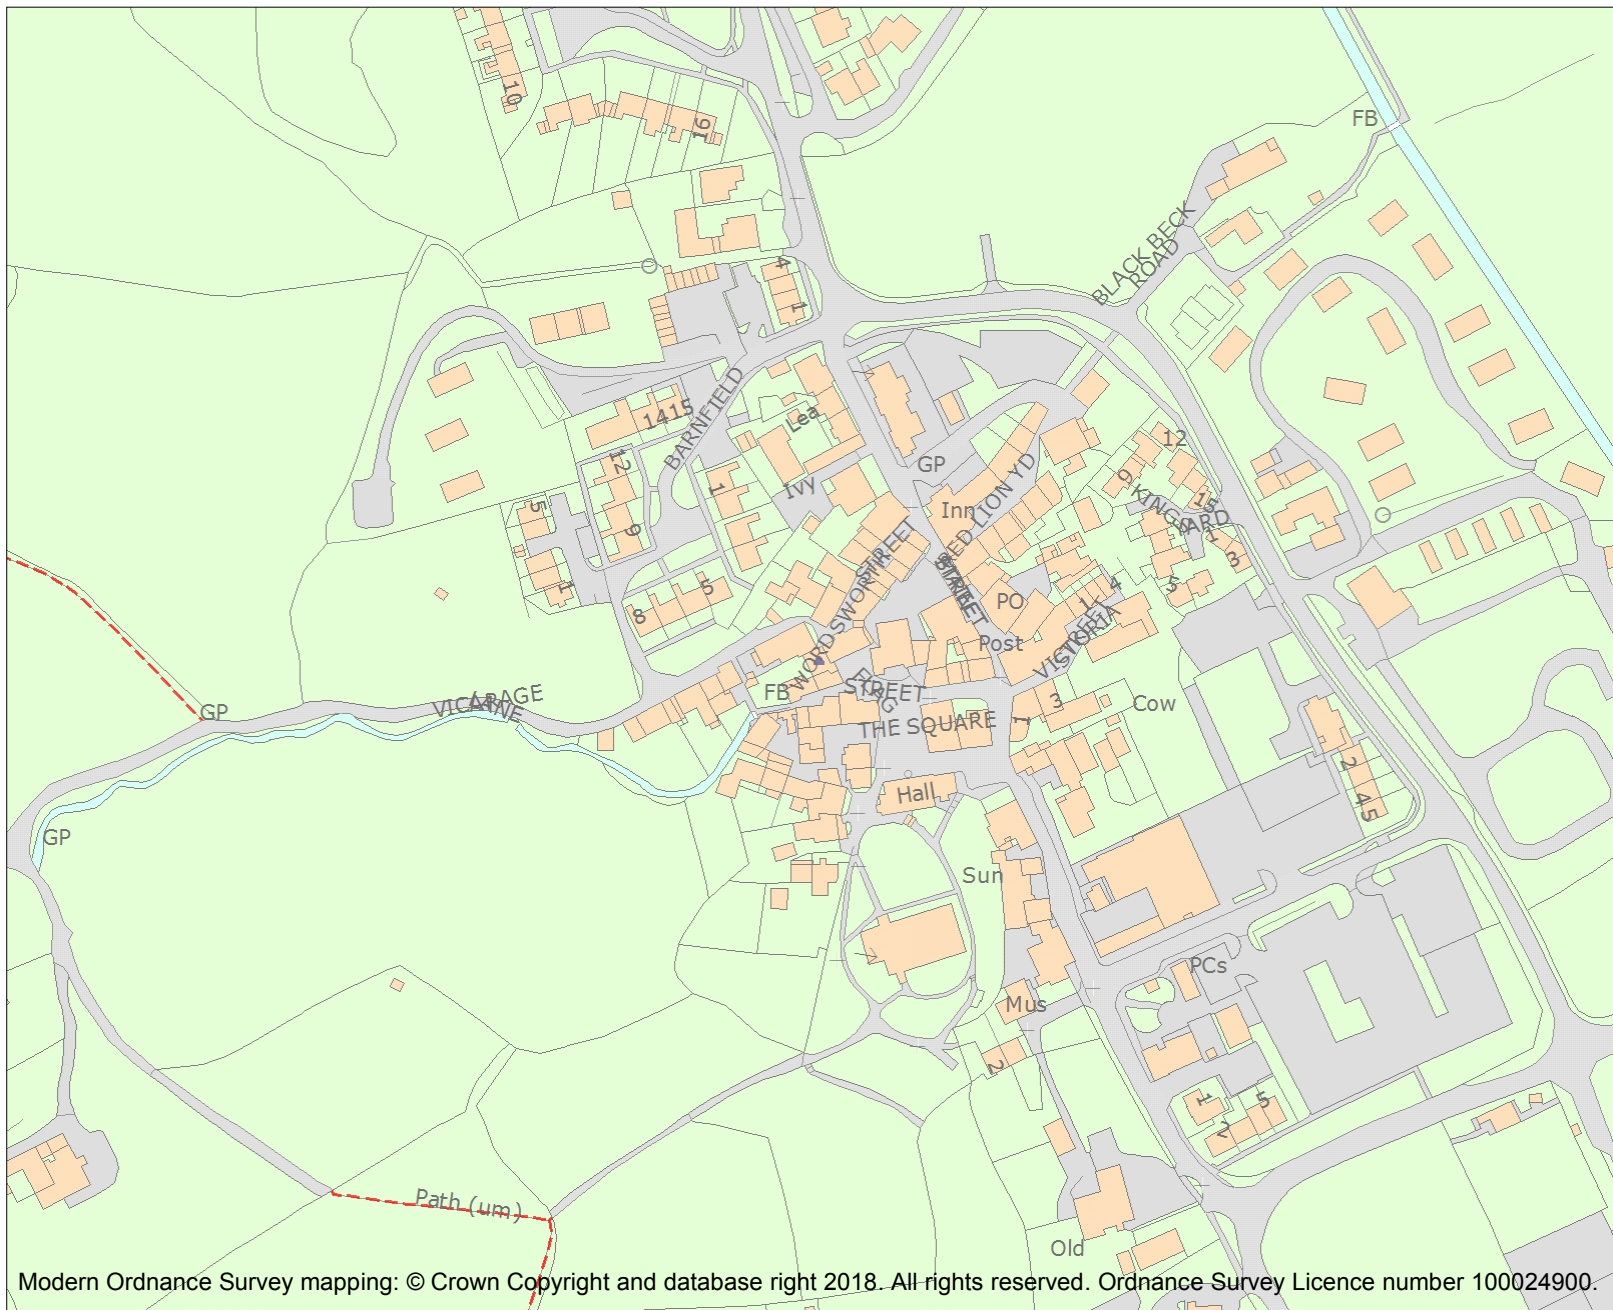 10
16
FB
BLACK BECK
ROAD
4
1
1415
BARNFIELD
Lea
12
1
Ivy
GP
12
9
5
9
1
8
5
Inn
RED LION YD
KINGS
YARD
15
1
3
5
PO
Post
1
4
VICTORIA
STREET
WORDSWORTH
STREET
FB
FLAG
STREET
THE SQUARE
1
3
Cow
VICARAGE
LANE
GP
GP
Hall
2
4
5
Sun
PCs
Mus
2
1
2
5
Path (um)
Old
Modern Ordnance Survey mapping: © Crown Copyright and database right 2018. All rights reserved. Ordnance Survey Licence number 100024900.